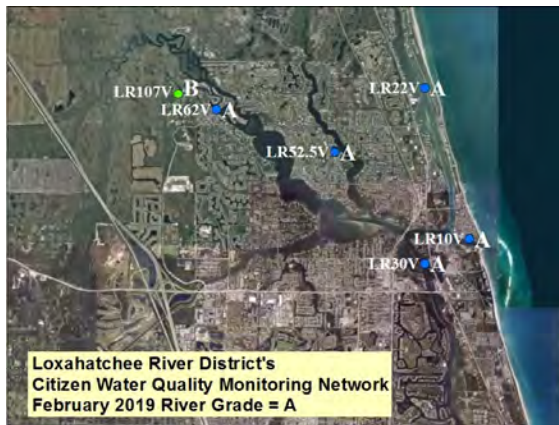 LR107V B
LR62V A
LR22V A
LR52.5V A
LR10V A
LR30V A
Loxahatchee River District's
Citizen Water Quality Monitoring Network
February 2019 River Grade = A